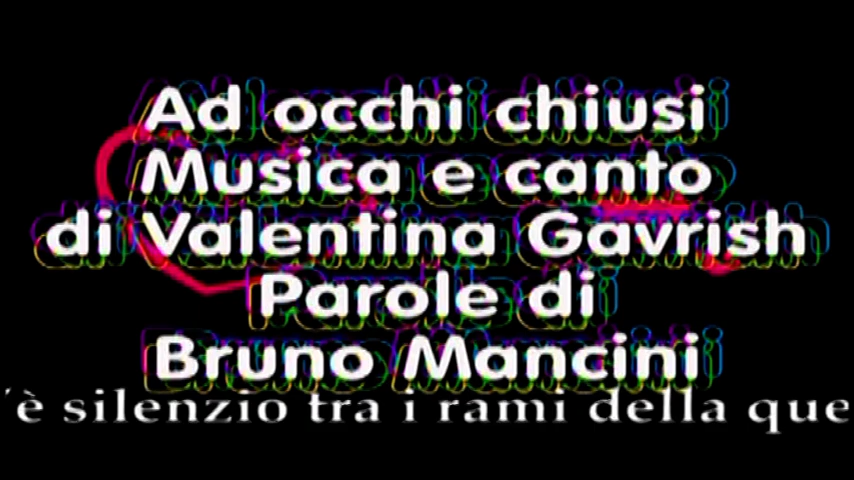 Ad occhi chiusi
Musica e canto
di Valentina Gavrish
Parole di
Bruno Mancini
'è silenzio tra i rami della que